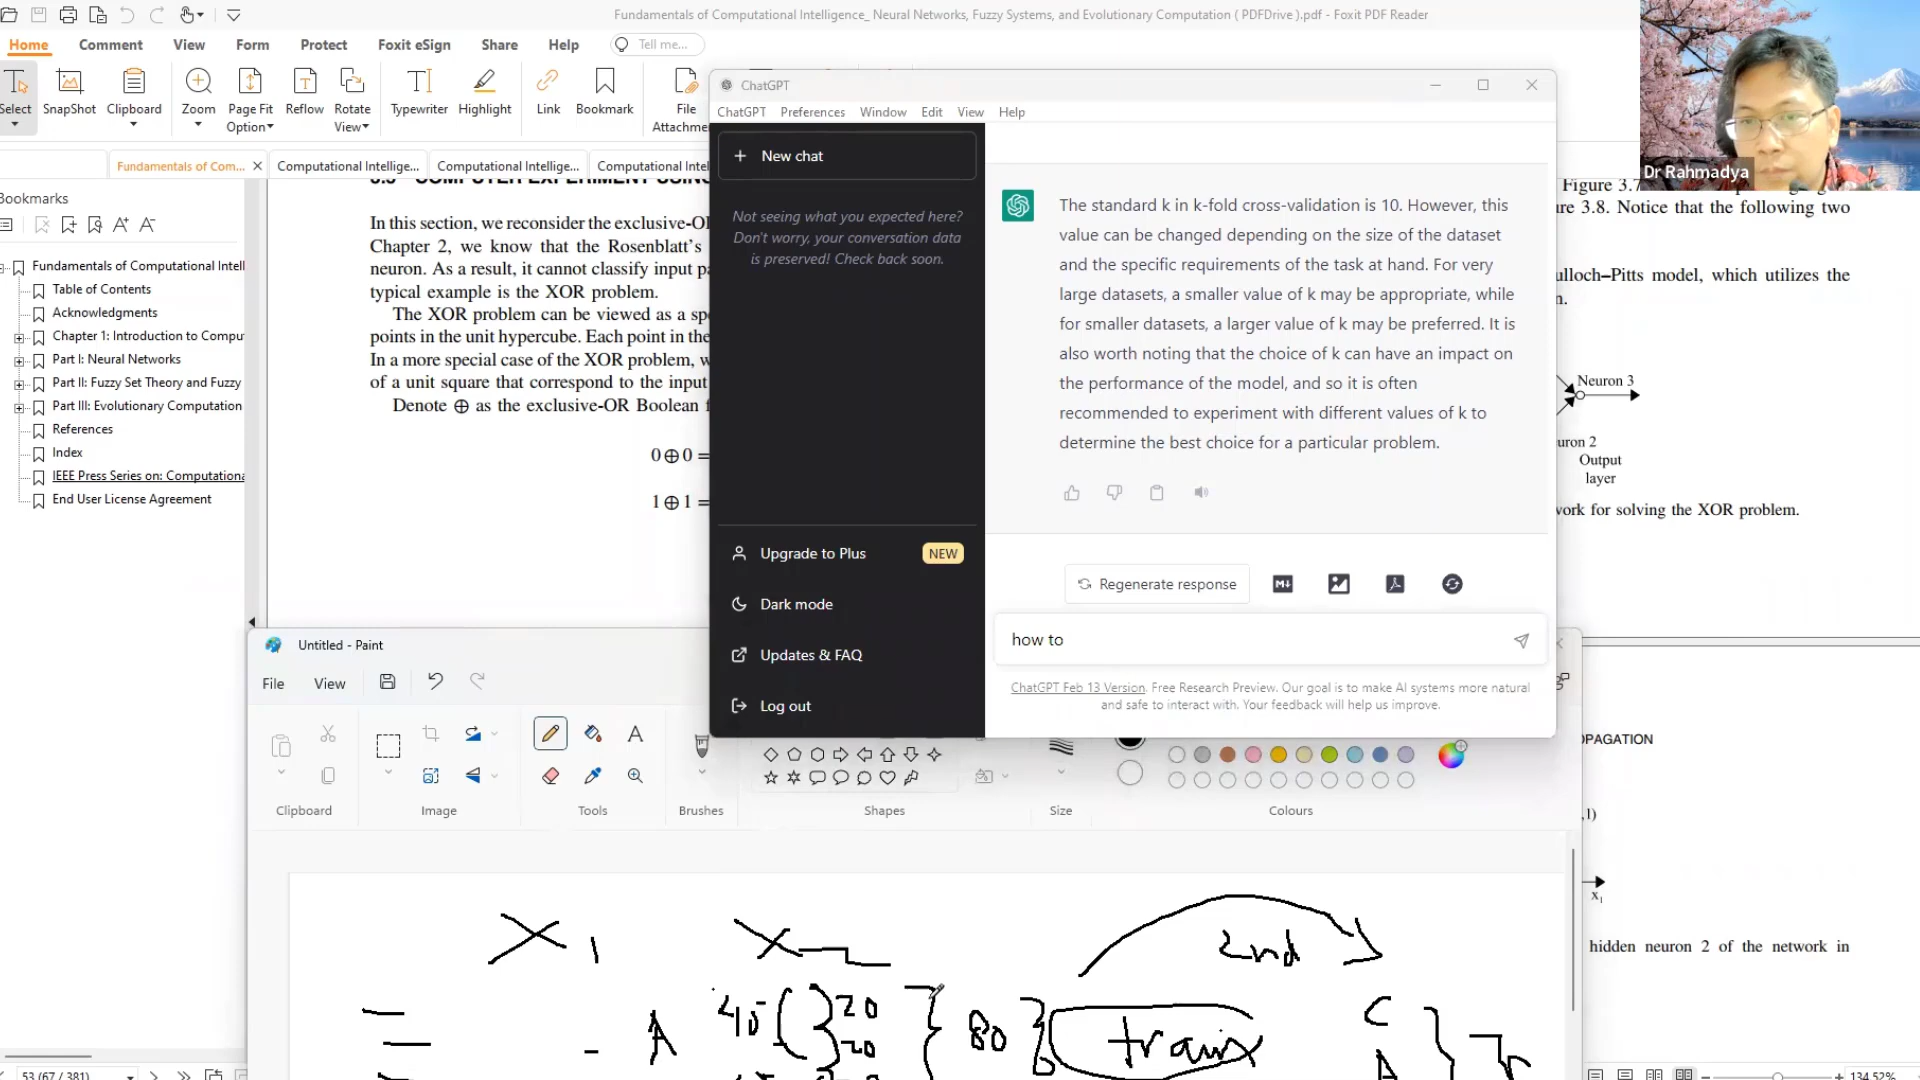 Fundamentals of Computational Intelligence_ Neural Networks, Fuzzy Systems, and Evolutionary Computation ( PDFDrive ).pdf - Foxit PDF Reader
Home Comment View Form Protect Foxit eSign Share Help Tell me...
Select SnapShot Clipboard Zoom Page Fit Option Reflow Rotate View Typewriter Highlight Link Bookmark File
Fundamentals of Com... Computational Intellige... Computational Intellige... Computational Intel
Bookmarks
Fundamentals of Computational Intell
Table of Contents
Acknowledgments
Chapter 1: Introduction to Compu
Part I: Neural Networks
Part II: Fuzzy Set Theory and Fuzzy
Part III: Evolutionary Computation
References
Index
IEEE Press Series on: Computationa
End User License Agreement
In this section, we reconsider the exclusive-O
Chapter 2, we know that the Rosenblatt's
neuron. As a result, it cannot classify input p
typical example is the XOR problem.
The XOR problem can be viewed as a sp
points in the unit hypercube. Each point in the
In a more special case of the XOR problem, w
of a unit square that correspond to the input
Denote ⊕ as the exclusive-OR Boolean f
0⊕0 =
1⊕1 =
ChatGPT
ChatGPT Preferences Window Edit View Help
+ New chat
Not seeing what you expected here?
Don't worry, your conversation data
is preserved! Check back soon.
Upgrade to Plus NEW
Dark mode
Updates & FAQ
Log out
The standard k in k-fold cross-validation is 10. However, this
value can be changed depending on the size of the dataset
and the specific requirements of the task at hand. For very
large datasets, a smaller value of k may be appropriate, while
for smaller datasets, a larger value of k may be preferred. It is
also worth noting that the choice of k can have an impact on
the performance of the model, and so it is often
recommended to experiment with different values of k to
determine the best choice for a particular problem.
Regenerate response
how to
ChatGPT Feb 13 Version. Free Research Preview. Our goal is to make AI systems more natural
and safe to interact with. Your feedback will help us improve.
Dr Rahmadya
Figure 3.7
ure 3.8. Notice that the following two
ulloch–Pitts model, which utilizes the
n.
Neuron 3
uron 2
Output
layer
work for solving the XOR problem.
OPAGATION
,1)
x₁
hidden neuron 2 of the network in
Untitled - Paint
File View
Clipboard Image Tools Brushes Shapes Size Colours
X1 X2 2nd
A 45 20 80 train C
20 A
53 (67 / 381) 134.52%